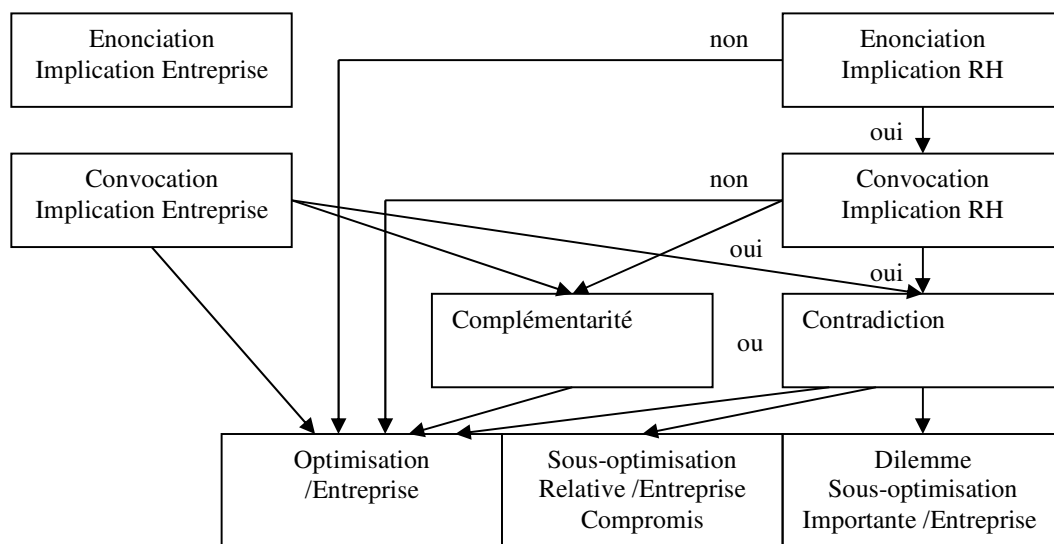 Enonciation
Implication Entreprise
non
Enonciation
Implication RH
oui
Convocation
Implication Entreprise
non
Convocation
Implication RH
oui
oui
Complémentarité
ou
Contradiction
Optimisation
/Entreprise
Sous-optimisation
Relative /Entreprise
Compromis
Dilemme
Sous-optimisation
Importante /Entreprise